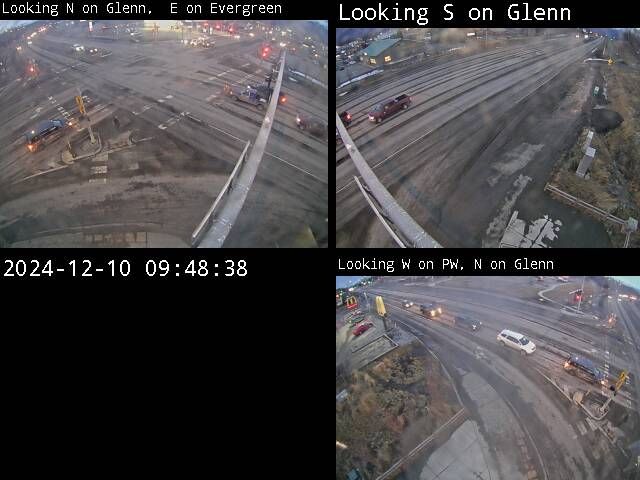 Looking N on Glenn,  E on Evergreen
Looking S on Glenn
2024-12-10 09:48:38
Looking W on PW, N on Glenn